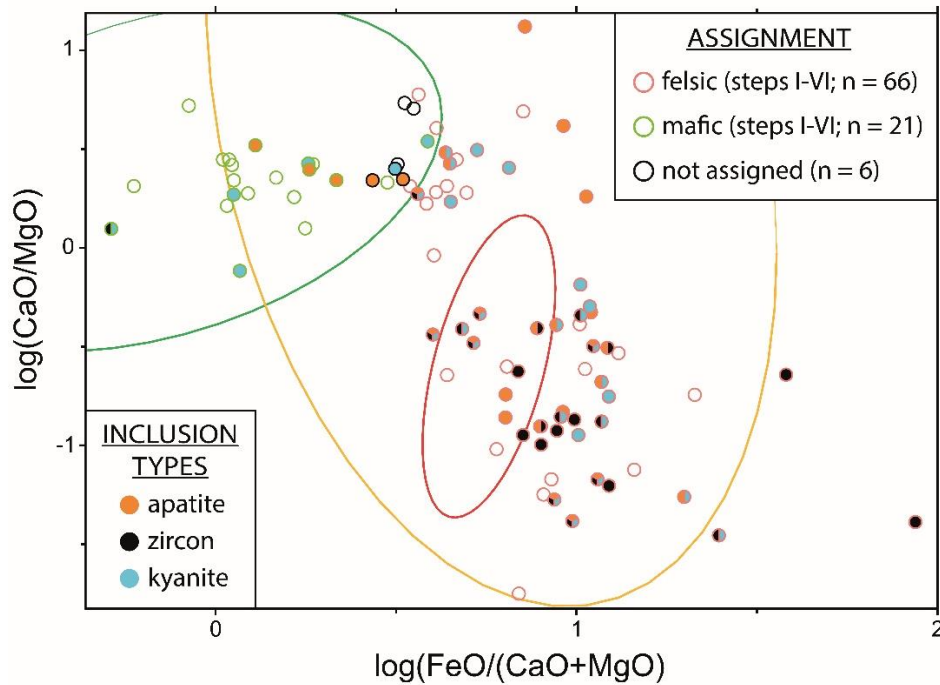 ASSIGNMENT
felsic (steps I-VI; n = 66)
mafic (steps I-VI; n = 21)
not assigned (n = 6)
1
0
-1
log(CaO/MgO)
INCLUSION
TYPES
apatite
zircon
kyanite
0
1
2
log(FeO/(CaO+MgO)